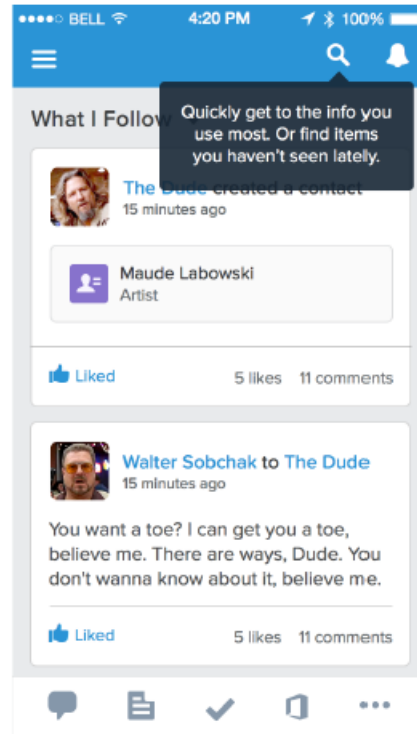 BELL 4:20 PM 100%
What I Follow
Quickly get to the info you
use most. Or find items
you haven't seen latelly.
The Dude created a contact
15 minutes ago
Maude Labowski
Artist
Liked 5 likes 11 comments
Walter Sobchak to The Dude
15 minutes ago
You want a toe? I can get you a toe,
believe me. There are ways, Dude. You
don't wanna know about it, believe me.
Liked 5 likes 11 comments